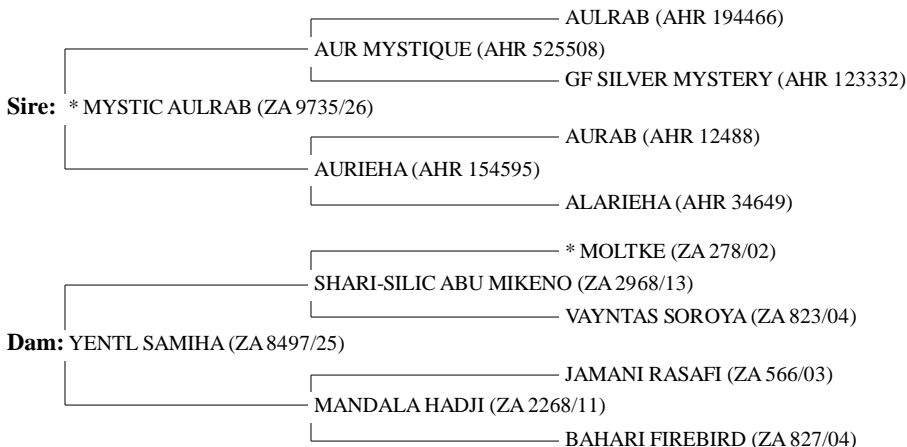 AULRAB (AHR 194466)
AUR MYSTIQUE (AHR 525508)
GF SILVER MYSTERY (AHR 123332)
Sire: * MYSTIC AULRAB (ZA 9735/26)
AURAB (AHR 12488)
AURIEHA (AHR 154595)
ALARIEHA (AHR 34649)
* MOLTKE (ZA 278/02)
SHARI-SILIC ABU MIKENO (ZA 2968/13)
VAYNTAS SOROYA (ZA 823/04)
Dam: YENTL SAMIHA (ZA 8497/25)
JAMANI RASAFI (ZA 566/03)
MANDALA HADJI (ZA 2268/11)
BAHARI FIREBIRD (ZA 827/04)